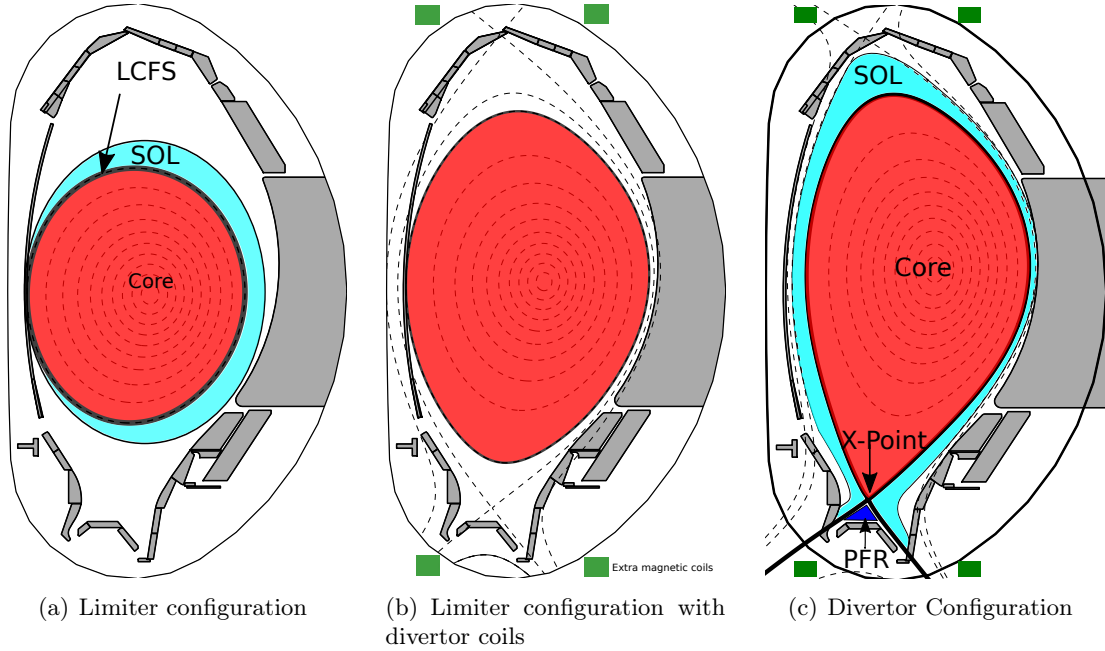 LCFS
SOL
Core
(a) Limiter configuration
Extra magnetic coils
(b) Limiter configuration with
divertor coils
SOL
Core
X-Point
PFR
(c) Divertor Configuration